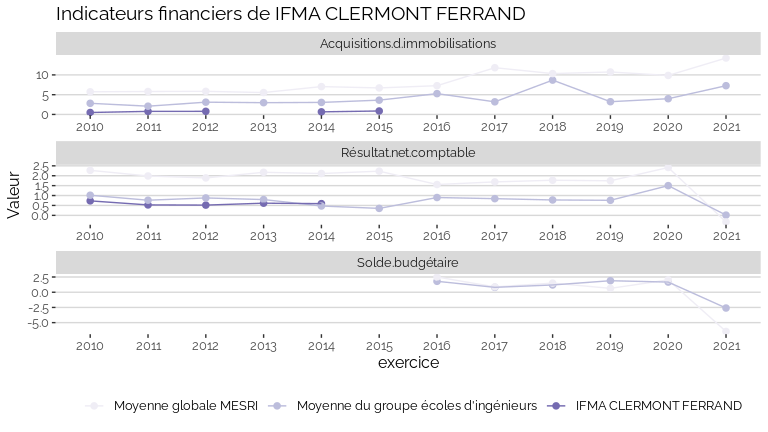 Indicateurs financiers de IFMA CLERMONT FERRAND
Acquisitions.d.immobilisations
10
5
0
2010 2011 2012 2013 2014 2015 2016 2017 2018 2019 2020 2021
Résultat.net.comptable
2.5
2.0
1.5
1.0
0.5
0.0
2010 2011 2012 2013 2014 2015 2016 2017 2018 2019 2020 2021
Valeur
Solde.budgétaire
2.5
0.0
-2.5
-5.0
2010 2011 2012 2013 2014 2015 2016 2017 2018 2019 2020 2021
exercice
Moyenne globale MESRI Moyenne du groupe écoles d'ingénieurs IFMA CLERMONT FERRAND